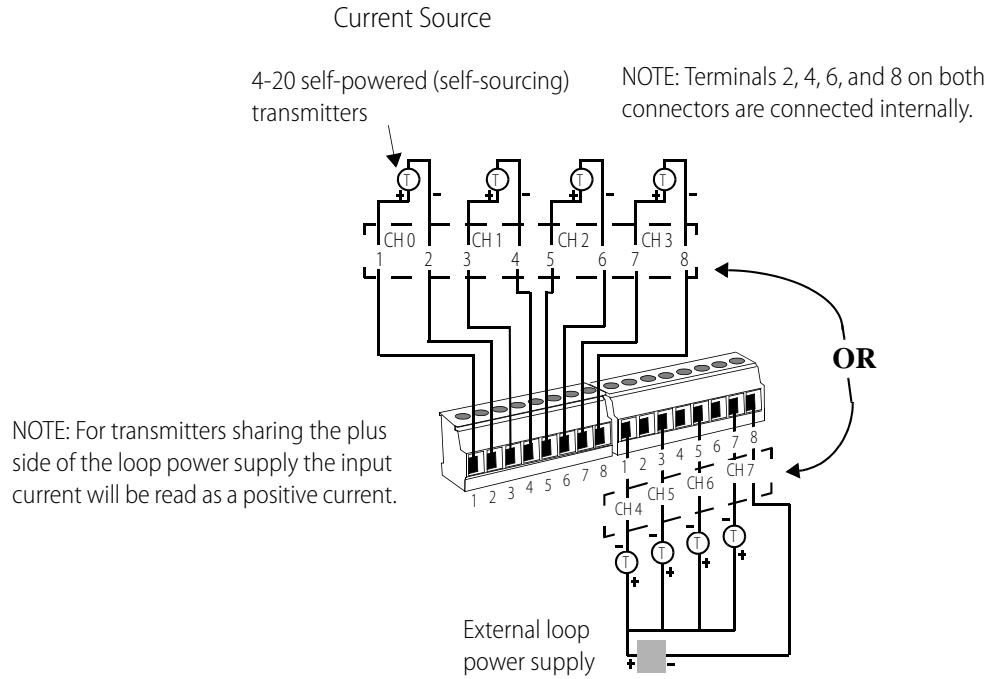 Current Source
4-20 self-powered (self-sourcing)
transmitters
NOTE: Terminals 2, 4, 6, and 8 on both
connectors are connected internally.
T T T T
+ - + - + - + -
CH 0 CH 1 CH 2 CH 3
1 2 3 4 5 6 7 8
OR
NOTE: For transmitters sharing the plus
side of the loop power supply the input
current will be read as a positive current.
1 2 3 4 5 6 7 8
1 2 3 4 5 6 7 8
CH 4 CH 5 CH 6 CH 7
- - - -
T T T T
+ + + +
External loop
power supply
+ -